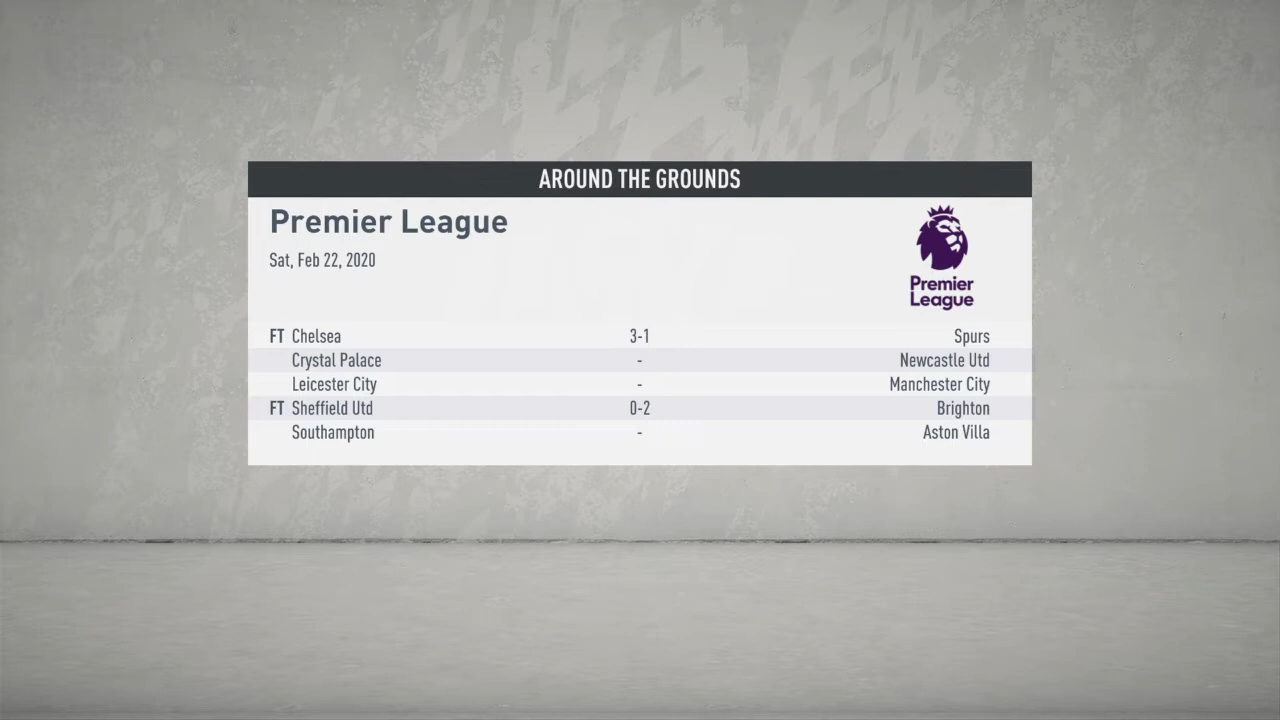 AROUND THE GROUNDS
Premier League
Sat, Feb 22, 2020
Premier
League
FT Chelsea 3-1 Spurs
Crystal Palace - Newcastle Utd
Leicester City - Manchester City
FT Sheffield Utd 0-2 Brighton
Southampton - Aston Villa